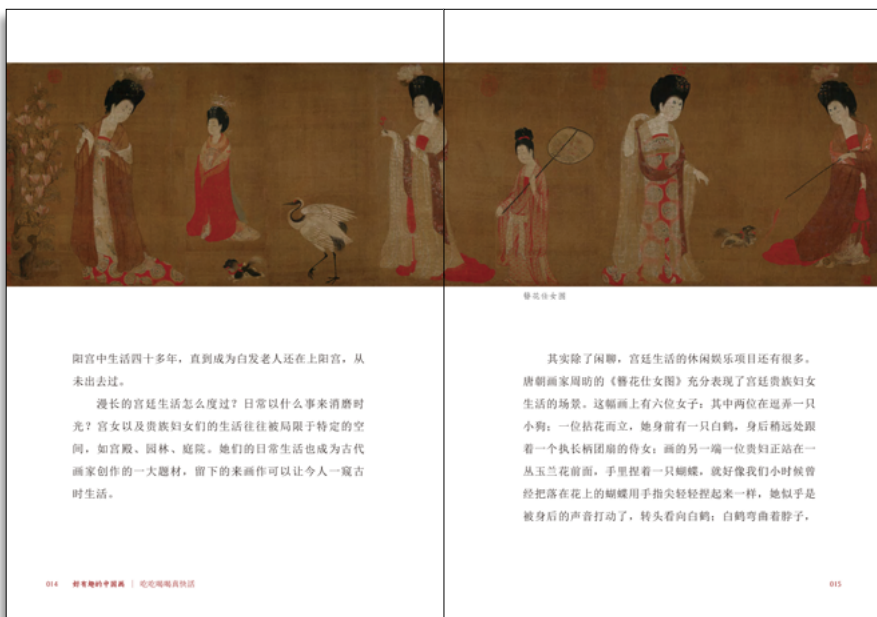 簪花仕女图
阳宫中生活四十多年，直到成为白发老人还在上阳宫，从
未出去过。
漫长的宫廷生活怎么度过？日常以什么事来消磨时
光？宫女以及贵族妇女们的生活往往被局限于特定的空
间，如宫殿、园林、庭院。她们的日常生活也成为古代
画家创作的一大题材，留下的来画作可以让今人一窥古
时生活。
014 好有趣的中国画 | 吃吃喝喝真快活
其实除了闲聊，宫廷生活的休闲娱乐项目还有很多。
唐朝画家周昉的《簪花仕女图》充分表现了宫廷贵族妇女
生活的场景。这幅画上有六位女子：其中两位在逗弄一只
小狗；一位拈花而立，她身前有一只白鹤，身后稍远处跟
着一个执长柄团扇的侍女；画的另一端一位贵妇正站在一
丛玉兰花前面，手里捏着一只蝴蝶，就好像我们小时候曾
经把落在花上的蝴蝶用手指尖轻轻捏起来一样，她似乎是
被身后的声音打动了，转头看向白鹤；白鹤弯曲着脖子，
015